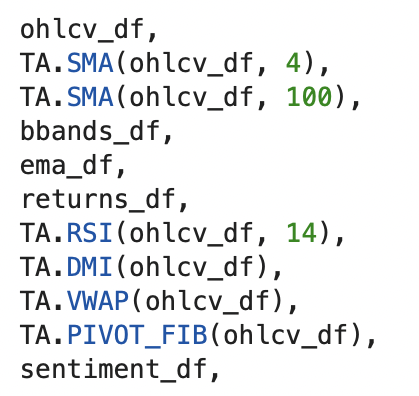 ohlcv_df,
TA.SMA(ohlcv_df, 4),
TA.SMA(ohlcv_df, 100),
bbands_df,
ema_df,
returns_df,
TA.RSI(ohlcv_df, 14),
TA.DMI(ohlcv_df),
TA.VWAP(ohlcv_df),
TA.PIVOT_FIB(ohlcv_df),
sentiment_df,